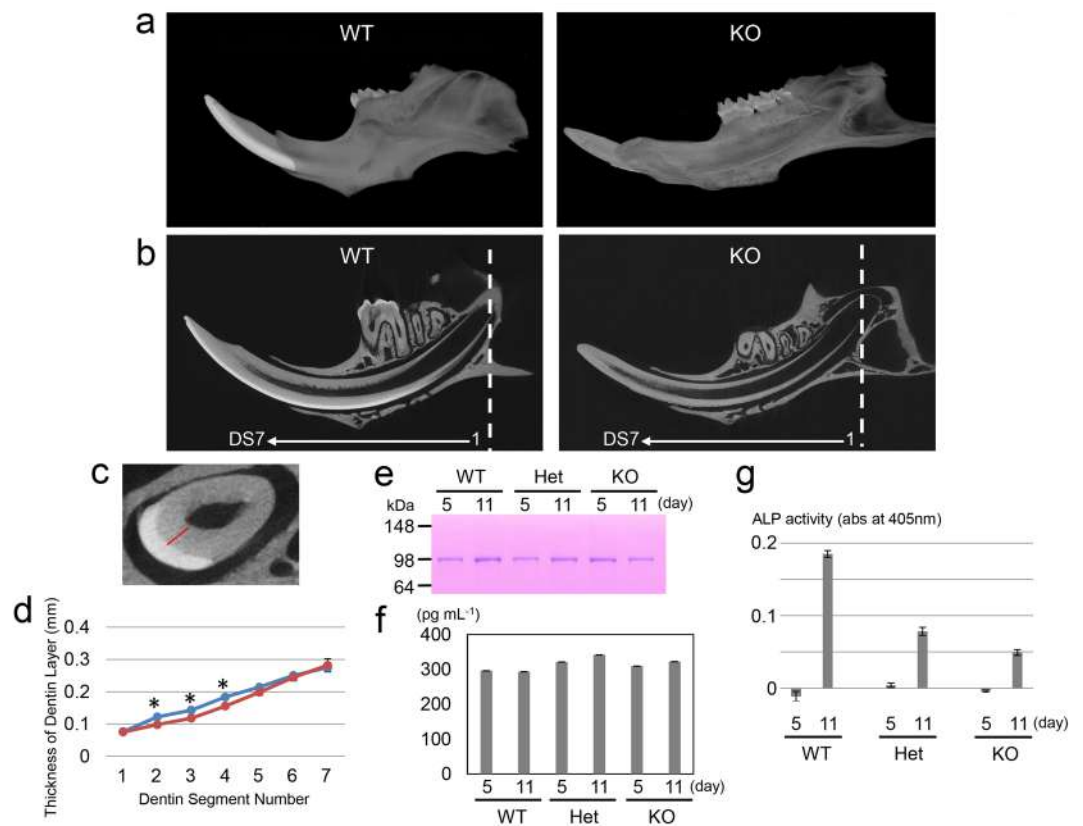 a
WT
KO
b
WT
KO
DS7
1
DS7
1
c
d
Thickness of Dentin Layer (mm)
0.4
0.3
0.2
0.1
0
*
*
*
1 2 3 4 5 6 7
Dentin Segment Number
e
WT Het KO
kDa 5 11 5 11 5 11 (day)
148
98
64
f
(pg mL⁻¹)
400
300
200
100
0
5 11 5 11 5 11 (day)
WT Het KO
g
ALP activity (abs at 405nm)
0.2
0.1
0
5 11 5 11 5 11 (day)
WT Het KO